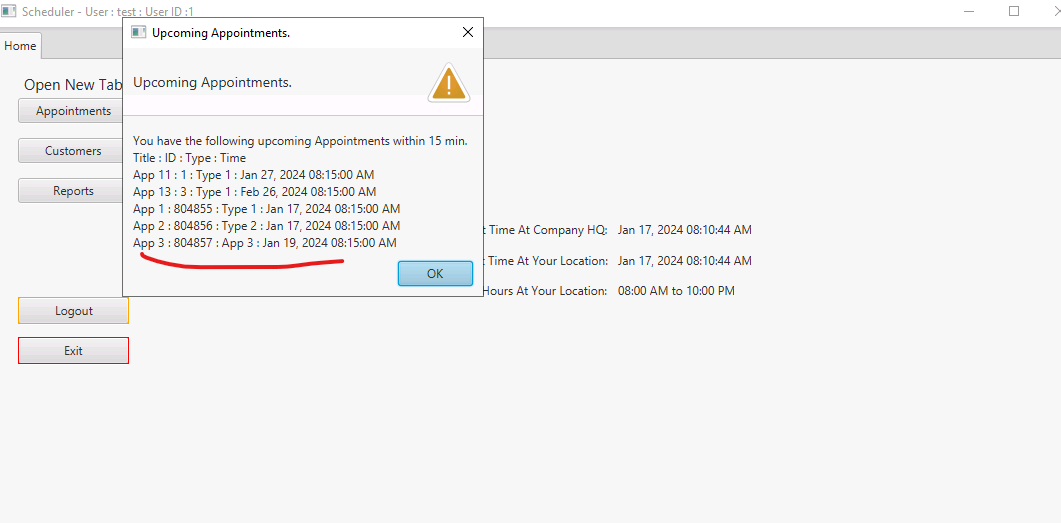 Scheduler - User : test : User ID :1
Home
Open New Tab
Appointments
Customers
Reports
Logout
Exit
Upcoming Appointments.
Upcoming Appointments.
You have the following upcoming Appointments within 15 min.
Title : ID : Type : Time
App 11 : 1 : Type 1 : Jan 27, 2024 08:15:00 AM
App 13 : 3 : Type 1 : Feb 26, 2024 08:15:00 AM
App 1 : 804855 : Type 1 : Jan 17, 2024 08:15:00 AM
App 2 : 804856 : Type 2 : Jan 17, 2024 08:15:00 AM
App 3 : 804857 : App 3 : Jan 19, 2024 08:15:00 AM
OK
Time At Company HQ: Jan 17, 2024 08:10:44 AM
Time At Your Location: Jan 17, 2024 08:10:44 AM
Hours At Your Location: 08:00 AM to 10:00 PM